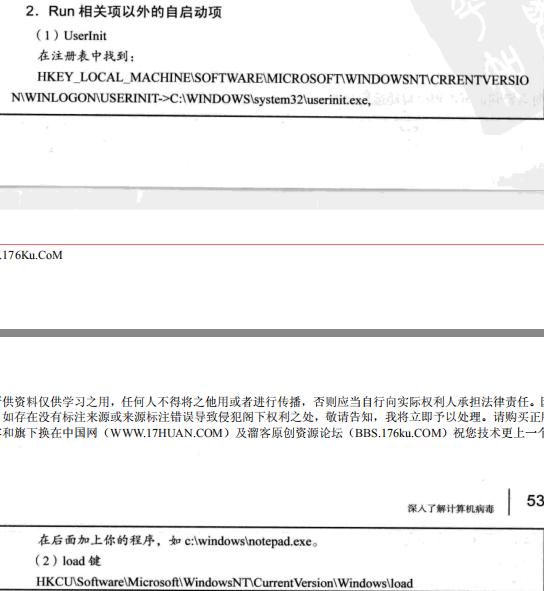 2．Run 相关项以外的自启动项
（1）UserInit
在注册表中找到：
HKEY_LOCAL_MACHINE\SOFTWARE\MICROSOFT\WINDOWSNT\CRRENTVERSIO
N\WINLOGON\USERINIT->C:\WINDOWS\system32\userinit.exe,
.176Ku.CoM
供资料仅供学习之用，任何人不得将之他用或者进行传播，否则应当自行向实际权利人承担法律责任。
如存在没有标注来源或来源标注错误导致侵犯阁下权利之处，敬请告知，我将立即予以处理。请购买正
和旗下换在中国网（WWW.17HUAN.COM）及溜客原创资源论坛（BBS.176ku.COM）祝您技术更上一个
深入了解计算机病毒 53
在后面加上你的程序，如 c:\windows\notepad.exe。
（2）load 键
HKCU\Software\Microsoft\WindowsNT\CurrentVersion\Windows\load